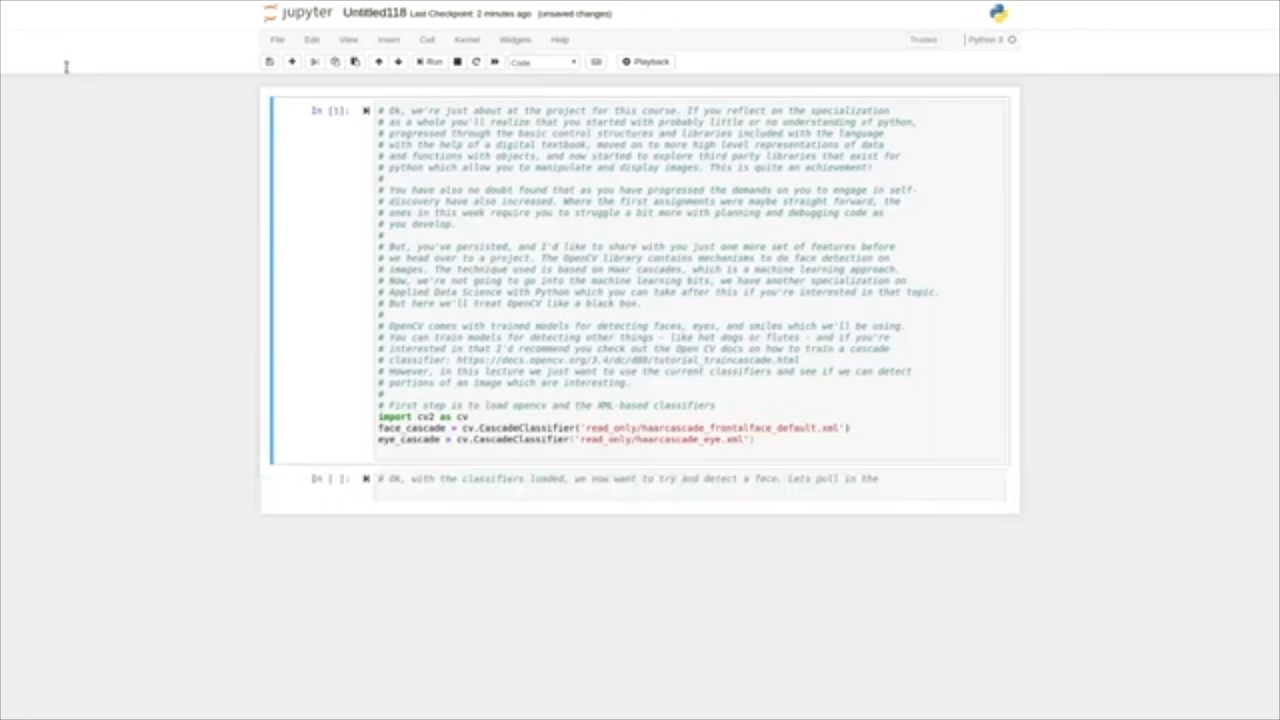 jupyter Untitled118 Last Checkpoint: 2 minutes ago (unsaved changes)
File Edit View Insert Cell Kernel Widgets Help Trusted Python 3
Run Code Playback
In [1]: # Ok, we're just about at the project for this course. If you reflect on the specialization
# as a whole you'll realize that you started with probably little or no understanding of python,
# progressed through the basic control structures and libraries included with the language
# with the help of a digital textbook, moved on to more high level representations of data
# and functions with objects, and now started to explore third party libraries that exist for
# python which allow you to manipulate and display images. This is quite an achievement!
#
# You have also no doubt found that as you have progressed the demands on you to engage in self-
# discovery have also increased. Where the first assignments were maybe straight forward, the
# ones in this week require you to struggle a bit more with planning and debugging code as
# you develop.
#
# But, you've persisted, and I'd like to share with you just one more set of features before
# we head over to a project. The OpenCV library contains mechanisms to do face detection on
# images. The technique used is based on Haar cascades, which is a machine learning approach.
# Now, we're not going to go into the machine learning bits, we have another specialization on
# Applied Data Science with Python which you can take after this if you're interested in that topic.
# But here we'll treat OpenCV like a black box.
#
# OpenCV comes with trained models for detecting faces, eyes, and smiles which we'll be using.
# You can train models for detecting other things - like hot dogs or flutes - and if you're
# interested in that I'd recommend you check out the Open CV docs on how to train a cascade
# classifier: https://docs.opencv.org/3.4/dc/d88/tutorial_traincascade.html
# However, in this lecture we just want to use the current classifiers and see if we can detect
# portions of an image which are interesting.
#
# First step is to load opencv and the XML-based classifiers
import cv2 as cv
face_cascade = cv.CascadeClassifier('read_only/haarcascade_frontalface_default.xml')
eye_cascade = cv.CascadeClassifier('read_only/haarcascade_eye.xml')
In [ ]: # Ok, with the classifiers loaded, we now want to try and detect a face. Lets pull in the